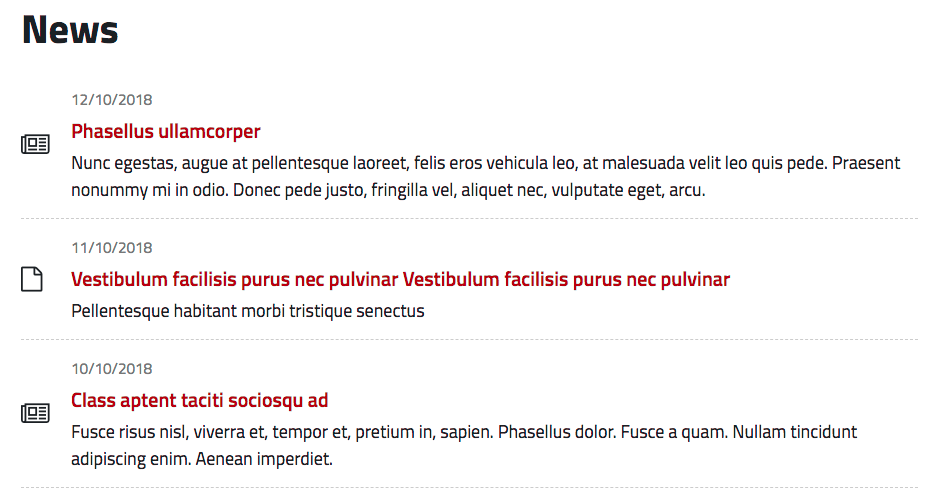 News
12/10/2018
Phasellus ullamcorper
Nunc egestas, augue at pellentesque laoreet, felis eros vehicula leo, at malesuada velit leo quis pede. Praesent
nonummy mi in odio. Donec pede justo, fringilla vel, aliquet nec, vulputate eget, arcu.
11/10/2018
Vestibulum facilisis purus nec pulvinar Vestibulum facilisis purus nec pulvinar
Pellentesque habitant morbi tristique senectus
10/10/2018
Class aptent taciti sociosqu ad
Fusce risus nisl, viverra et, tempor et, pretium in, sapien. Phasellus dolor. Fusce a quam. Nullam tincidunt
adipiscing enim. Aenean imperdiet.